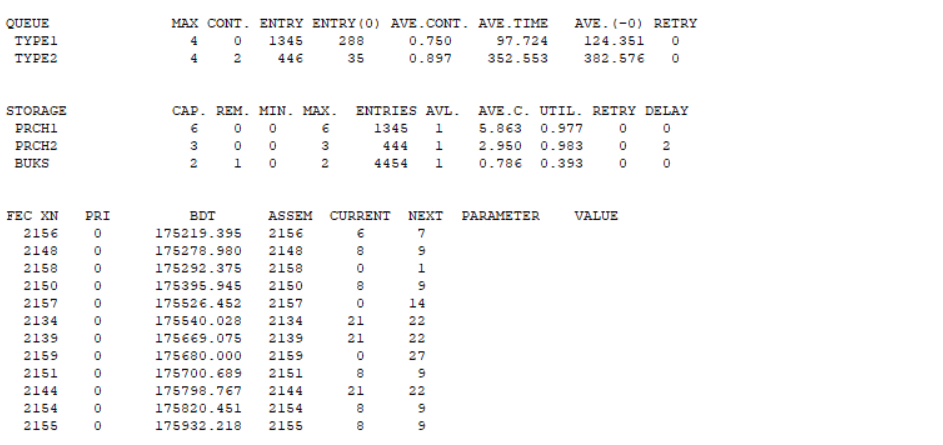 QUEUE MAX CONT. ENTRY ENTRY(0) AVE.CONT. AVE.TIME AVE.(-0) RETRY
TYPE1 4 0 1345 288 0.750 97.724 124.351 0
TYPE2 4 2 446 35 0.897 352.553 382.576 0
STORAGE CAP. REM. MIN. MAX. ENTRIES AVL. AVE.C. UTIL. RETRY DELAY
PRCH1 6 0 0 6 1345 1 5.863 0.977 0 0
PRCH2 3 0 0 3 444 1 2.950 0.983 0 2
BUKS 2 1 0 2 4454 1 0.786 0.393 0 0
FEC XN PRI BDT ASSEM CURRENT NEXT PARAMETER VALUE
2156 0 175219.395 2156 6 7
2148 0 175278.980 2148 8 9
2158 0 175292.375 2158 0 1
2150 0 175395.945 2150 8 9
2157 0 175526.452 2157 0 14
2134 0 175540.028 2134 21 22
2139 0 175669.075 2139 21 22
2159 0 175680.000 2159 0 27
2151 0 175700.689 2151 8 9
2144 0 175798.767 2144 21 22
2154 0 175820.451 2154 8 9
2155 0 175932.218 2155 8 9